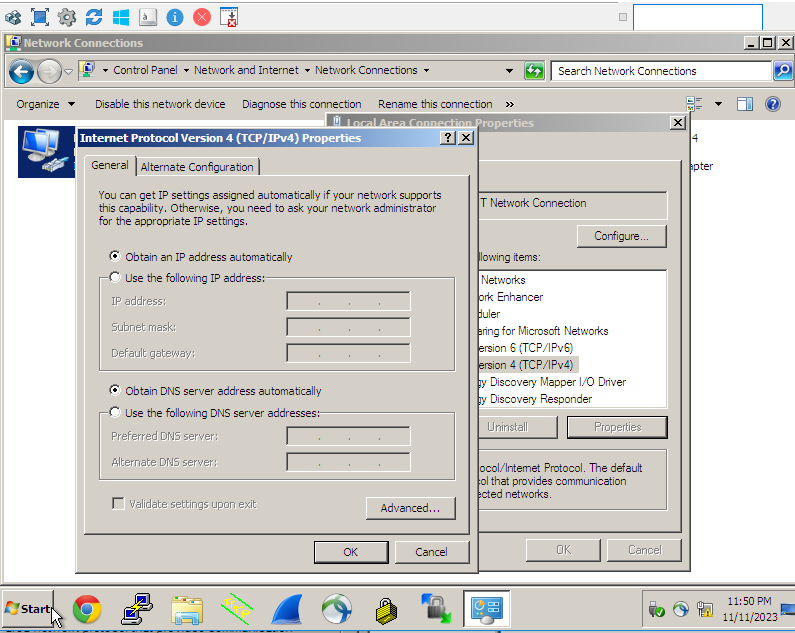 Network Connections
Control Panel Network and Internet Network Connections
Search Network Connections
Organize Disable this network device Diagnose this connection Rename this connection »
Local Area Connection Properties
4
apter
T Network Connection
Configure...
llowing items:
Networks
ork Enhancer
duler
aring for Microsoft Networks
ersion 6 (TCP/IPv6)
ersion 4 (TCP/IPv4)
gy Discovery Mapper I/O Driver
gy Discovery Responder
Uninstall Properties
ocol/Internet Protocol. The default
col that provides communication
ected networks.
OK Cancel
Internet Protocol Version 4 (TCP/IPv4) Properties
General Alternate Configuration
You can get IP settings assigned automatically if your network supports
this capability. Otherwise, you need to ask your network administrator
for the appropriate IP settings.
Obtain an IP address automatically
Use the following IP address:
IP address:
Subnet mask:
Default gateway:
Obtain DNS server address automatically
Use the following DNS server addresses:
Preferred DNS server:
Alternate DNS server:
Validate settings upon exit
Advanced...
OK Cancel
Start
11:50 PM
11/11/2023